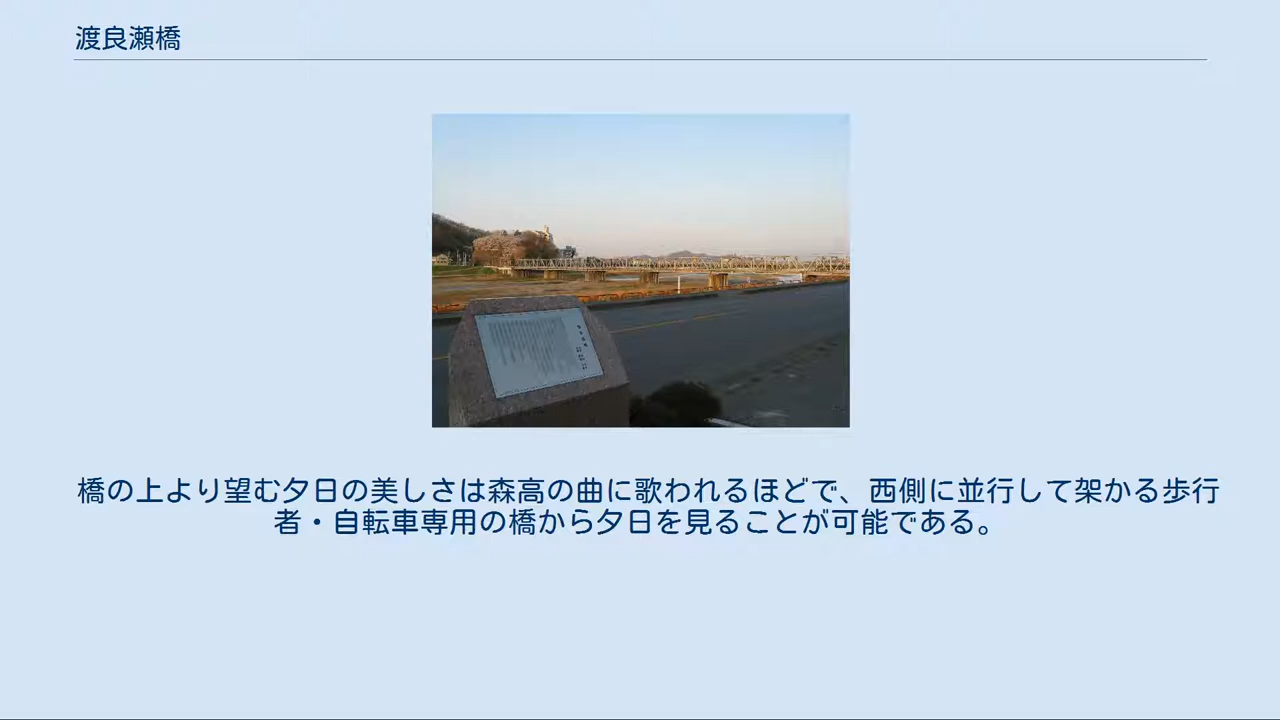 渡良瀬橋
橋の上より望む夕日の美しさは森高の曲に歌われるほどで、西側に並行して架かる歩行
者・自転車専用の橋から夕日を見ることが可能である。